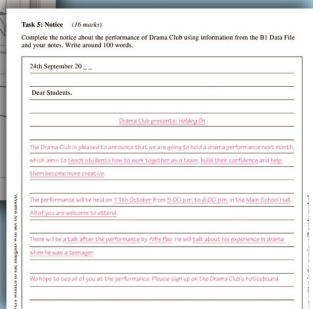 Task 5: Notice (16 marks)
Complete the notice about the performance of Drama Club using information from the B1 Data File
and your notes. Write around 100 words.
24th September 20 _ _
Dear Students.
Drama Club presents: Holding On
The Drama Club is pleased to announce that we are going to hold a drama performance next month,
which aims to teach students how to work together as a team, build their confidence and help
them become more creative.
The performance will be held on 11th October from 5:00 p.m. to 6:00 p.m. in the Main School Hall.
All of you are welcome to attend.
There will be a talk after the performance by Alfie Pay. He will talk about his experience in drama
when he was a teenager.
We hope to see all of you at the performance. Please sign up on the Drama Club's noticeboard.